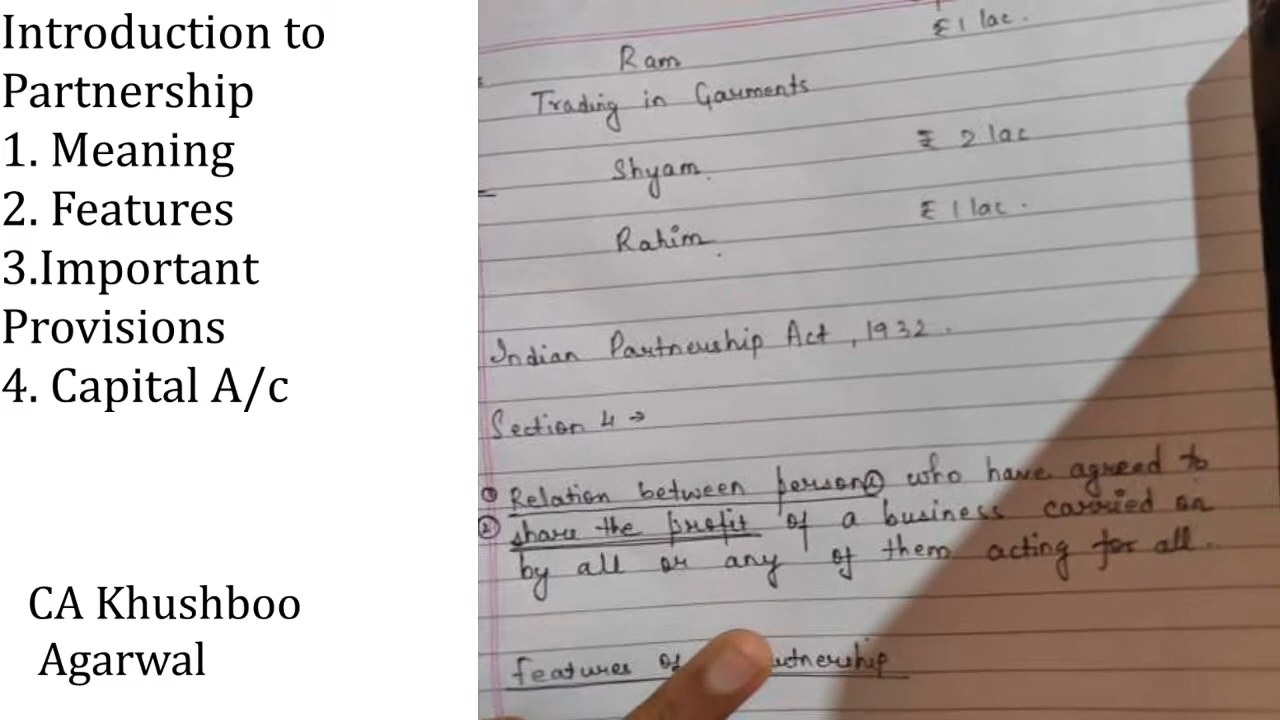 Introduction to
Partnership
1. Meaning
2. Features
3.Important
Provisions
4. Capital A/c
CA Khushboo
Agarwal
₹ 1 lac.
Ram
Trading in Garments
₹ 2 lac
Shyam.
₹ 1 lac.
Rahim.
Indian Partnership Act, 1932.
Section 4 →
① Relation between persons who have agreed to
② share the profit of a business carried on
by all or any of them acting for all.
Features of